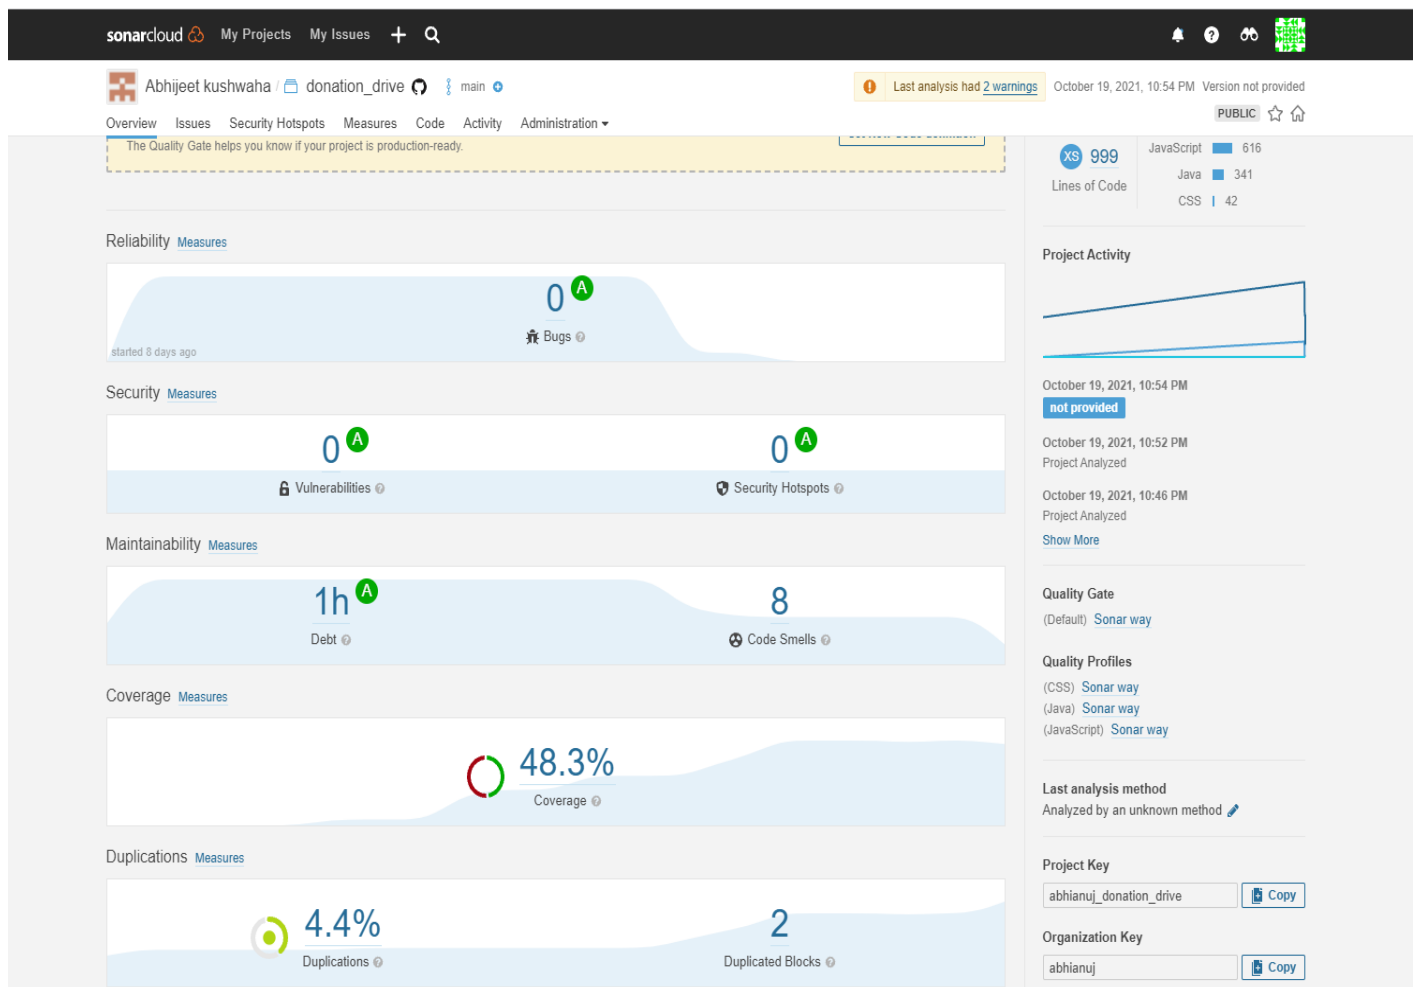 sonarcloud My Projects My Issues
Abhijeet kushwaha / donation_drive main
Last analysis had 2 warnings October 19, 2021, 10:54 PM Version not provided
PUBLIC
Overview Issues Security Hotspots Measures Code Activity Administration
The Quality Gate helps you know if your project is production-ready.
Set New Code definition
XS 999
Lines of Code
JavaScript 616
Java 341
CSS 42
Reliability Measures
0 A
Bugs
started 8 days ago
Security Measures
0 A
Vulnerabilities
0 A
Security Hotspots
Maintainability Measures
1h A
Debt
8
Code Smells
Coverage Measures
48.3%
Coverage
Duplications Measures
4.4%
Duplications
2
Duplicated Blocks
Project Activity
October 19, 2021, 10:54 PM
not provided
October 19, 2021, 10:52 PM
Project Analyzed
October 19, 2021, 10:46 PM
Project Analyzed
Show More
Quality Gate
(Default) Sonar way
Quality Profiles
(CSS) Sonar way
(Java) Sonar way
(JavaScript) Sonar way
Last analysis method
Analyzed by an unknown method
Project Key
abhianuj_donation_drive Copy
Organization Key
abhianuj Copy